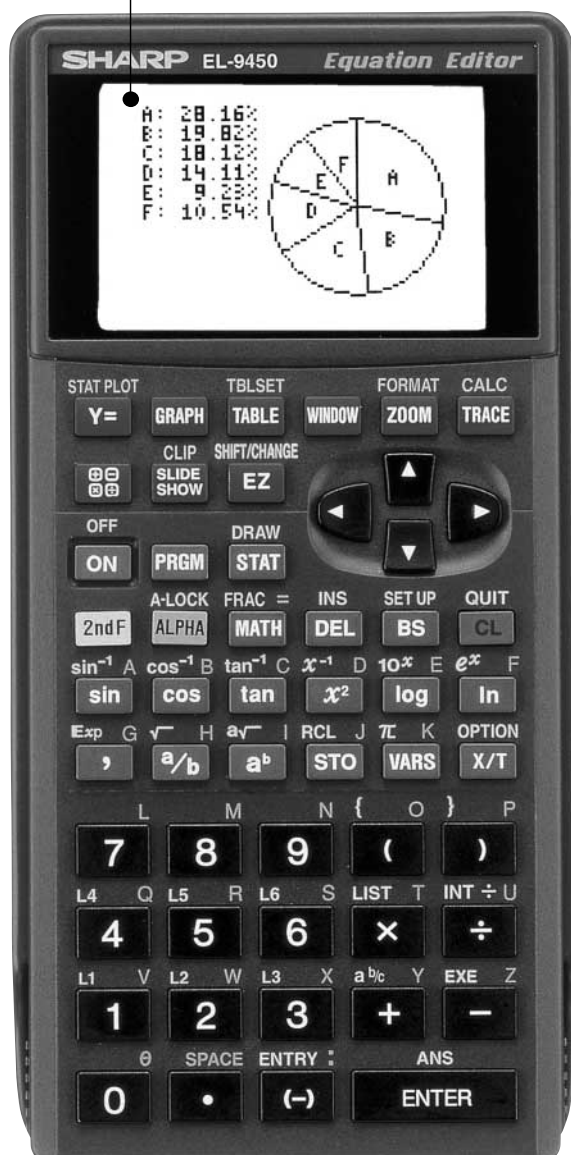 SHARP EL-9450 Equation Editor
A: 28.16%
B: 19.82%
C: 18.12%
D: 14.11%
E: 9.23%
F: 10.54%
F A
E
D B
C
STAT PLOT TBLSET FORMAT CALC
Y= GRAPH TABLE WINDOW ZOOM TRACE
CLIP SHIFT/CHANGE
SLIDE SHOW EZ
OFF DRAW
ON PRGM STAT
A-LOCK FRAC = INS SET UP QUIT
2ndF ALPHA MATH DEL BS CL
sin⁻¹ A cos⁻¹ B tan⁻¹ C x⁻¹ D 10ˣ E eˣ F
sin cos tan x² log ln
Exp G √ H a√ I RCL J π K OPTION
, a/b aᵇ STO VARS X/T
L M N { O } P
7 8 9 ( )
L4 Q L5 R L6 S LIST T INT ÷ U
4 5 6 × ÷
L1 V L2 W L3 X a b/c Y EXE Z
1 2 3 + −
θ SPACE ENTRY : ANS
0 • (−) ENTER